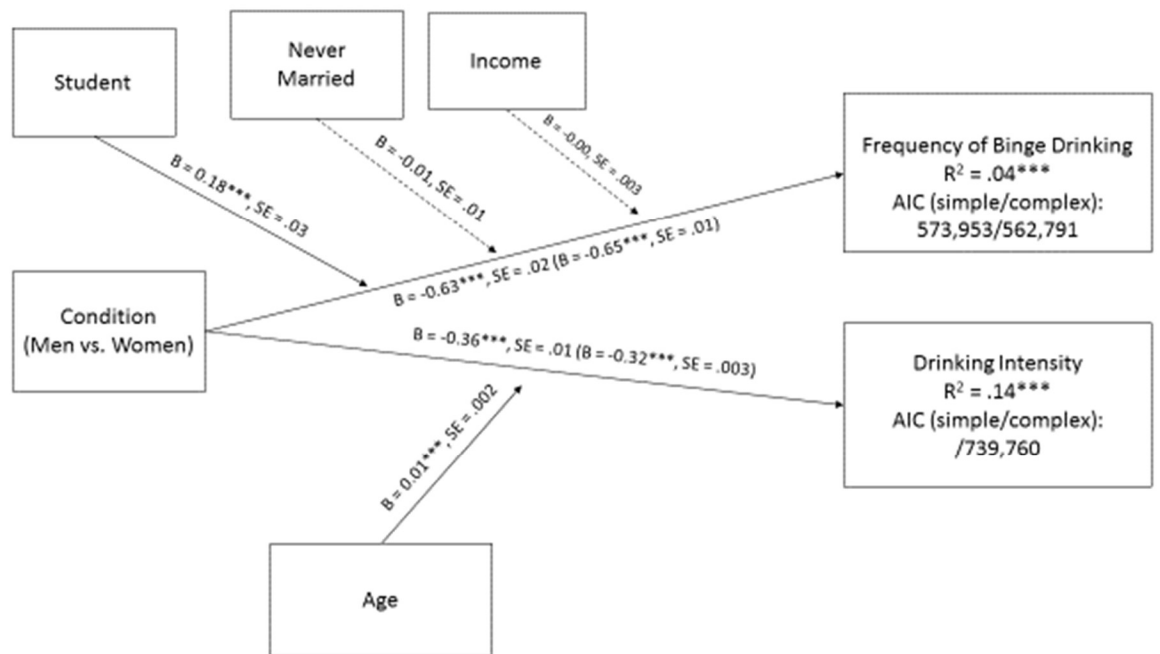 Student
Never
Married
Income
B = 0.18***, SE = .03
B = -0.01, SE = .01
B = -0.00, SE = .003
Frequency of Binge Drinking
R² = .04***
AIC (simple/complex):
573,953/562,791
B = -0.63***, SE = .02 (B = -0.65***, SE = .01)
Condition
(Men vs. Women)
B = -0.36***, SE = .01 (B = -0.32***, SE = .003)
Drinking Intensity
R² = .14***
AIC (simple/complex):
/739,760
B = 0.01***, SE = .002
Age